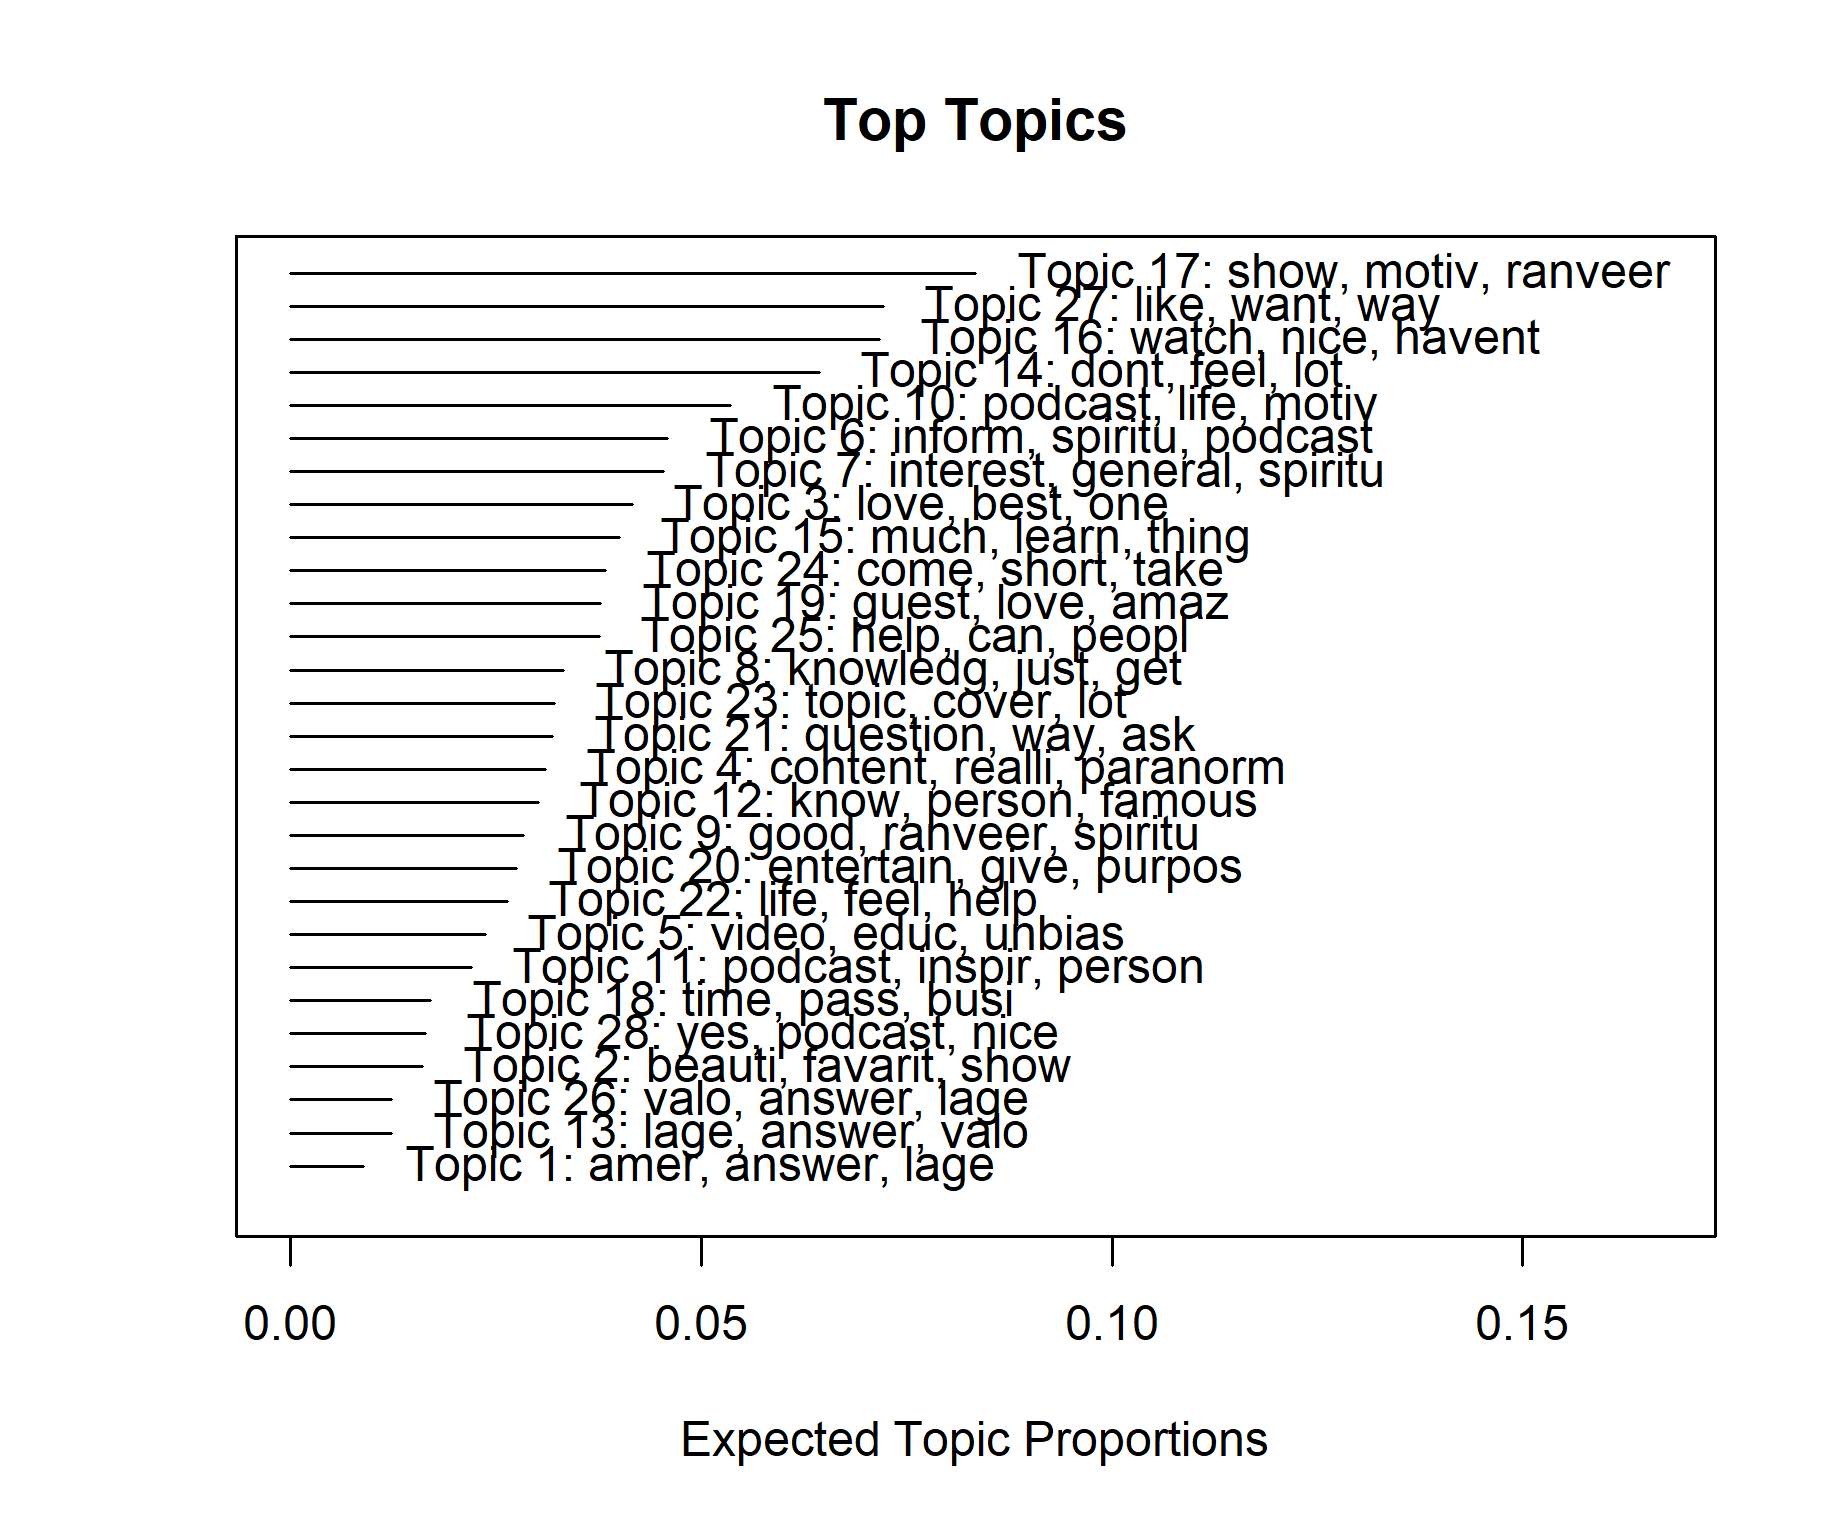 Top Topics
Topic 17: show, motiv, ranveer
Topic 27: like, want, way
Topic 16: watch, nice, havent
Topic 14: dont, feel, lot
Topic 10: podcast, life, motiv
Topic 6: inform, spiritu, podcast
Topic 7: interest, general, spiritu
Topic 3: love, best, one
Topic 15: much, learn, thing
Topic 24: come, short, take
Topic 19: guest, love, amaz
Topic 25: help, can, peopl
Topic 8: knowledg, just, get
Topic 23: topic, cover, lot
Topic 21: question, way, ask
Topic 4: content, realli, paranorm
Topic 12: know, person, famous
Topic 9: good, ranveer, spiritu
Topic 20: entertain, give, purpos
Topic 22: life, feel, help
Topic 5: video, educ, unbias
Topic 11: podcast, inspir, person
Topic 18: time, pass, busi
Topic 28: yes, podcast, nice
Topic 2: beauti, favarit, show
Topic 26: valo, answer, lage
Topic 13: lage, answer, valo
Topic 1: amer, answer, lage
0.00 0.05 0.10 0.15
Expected Topic Proportions